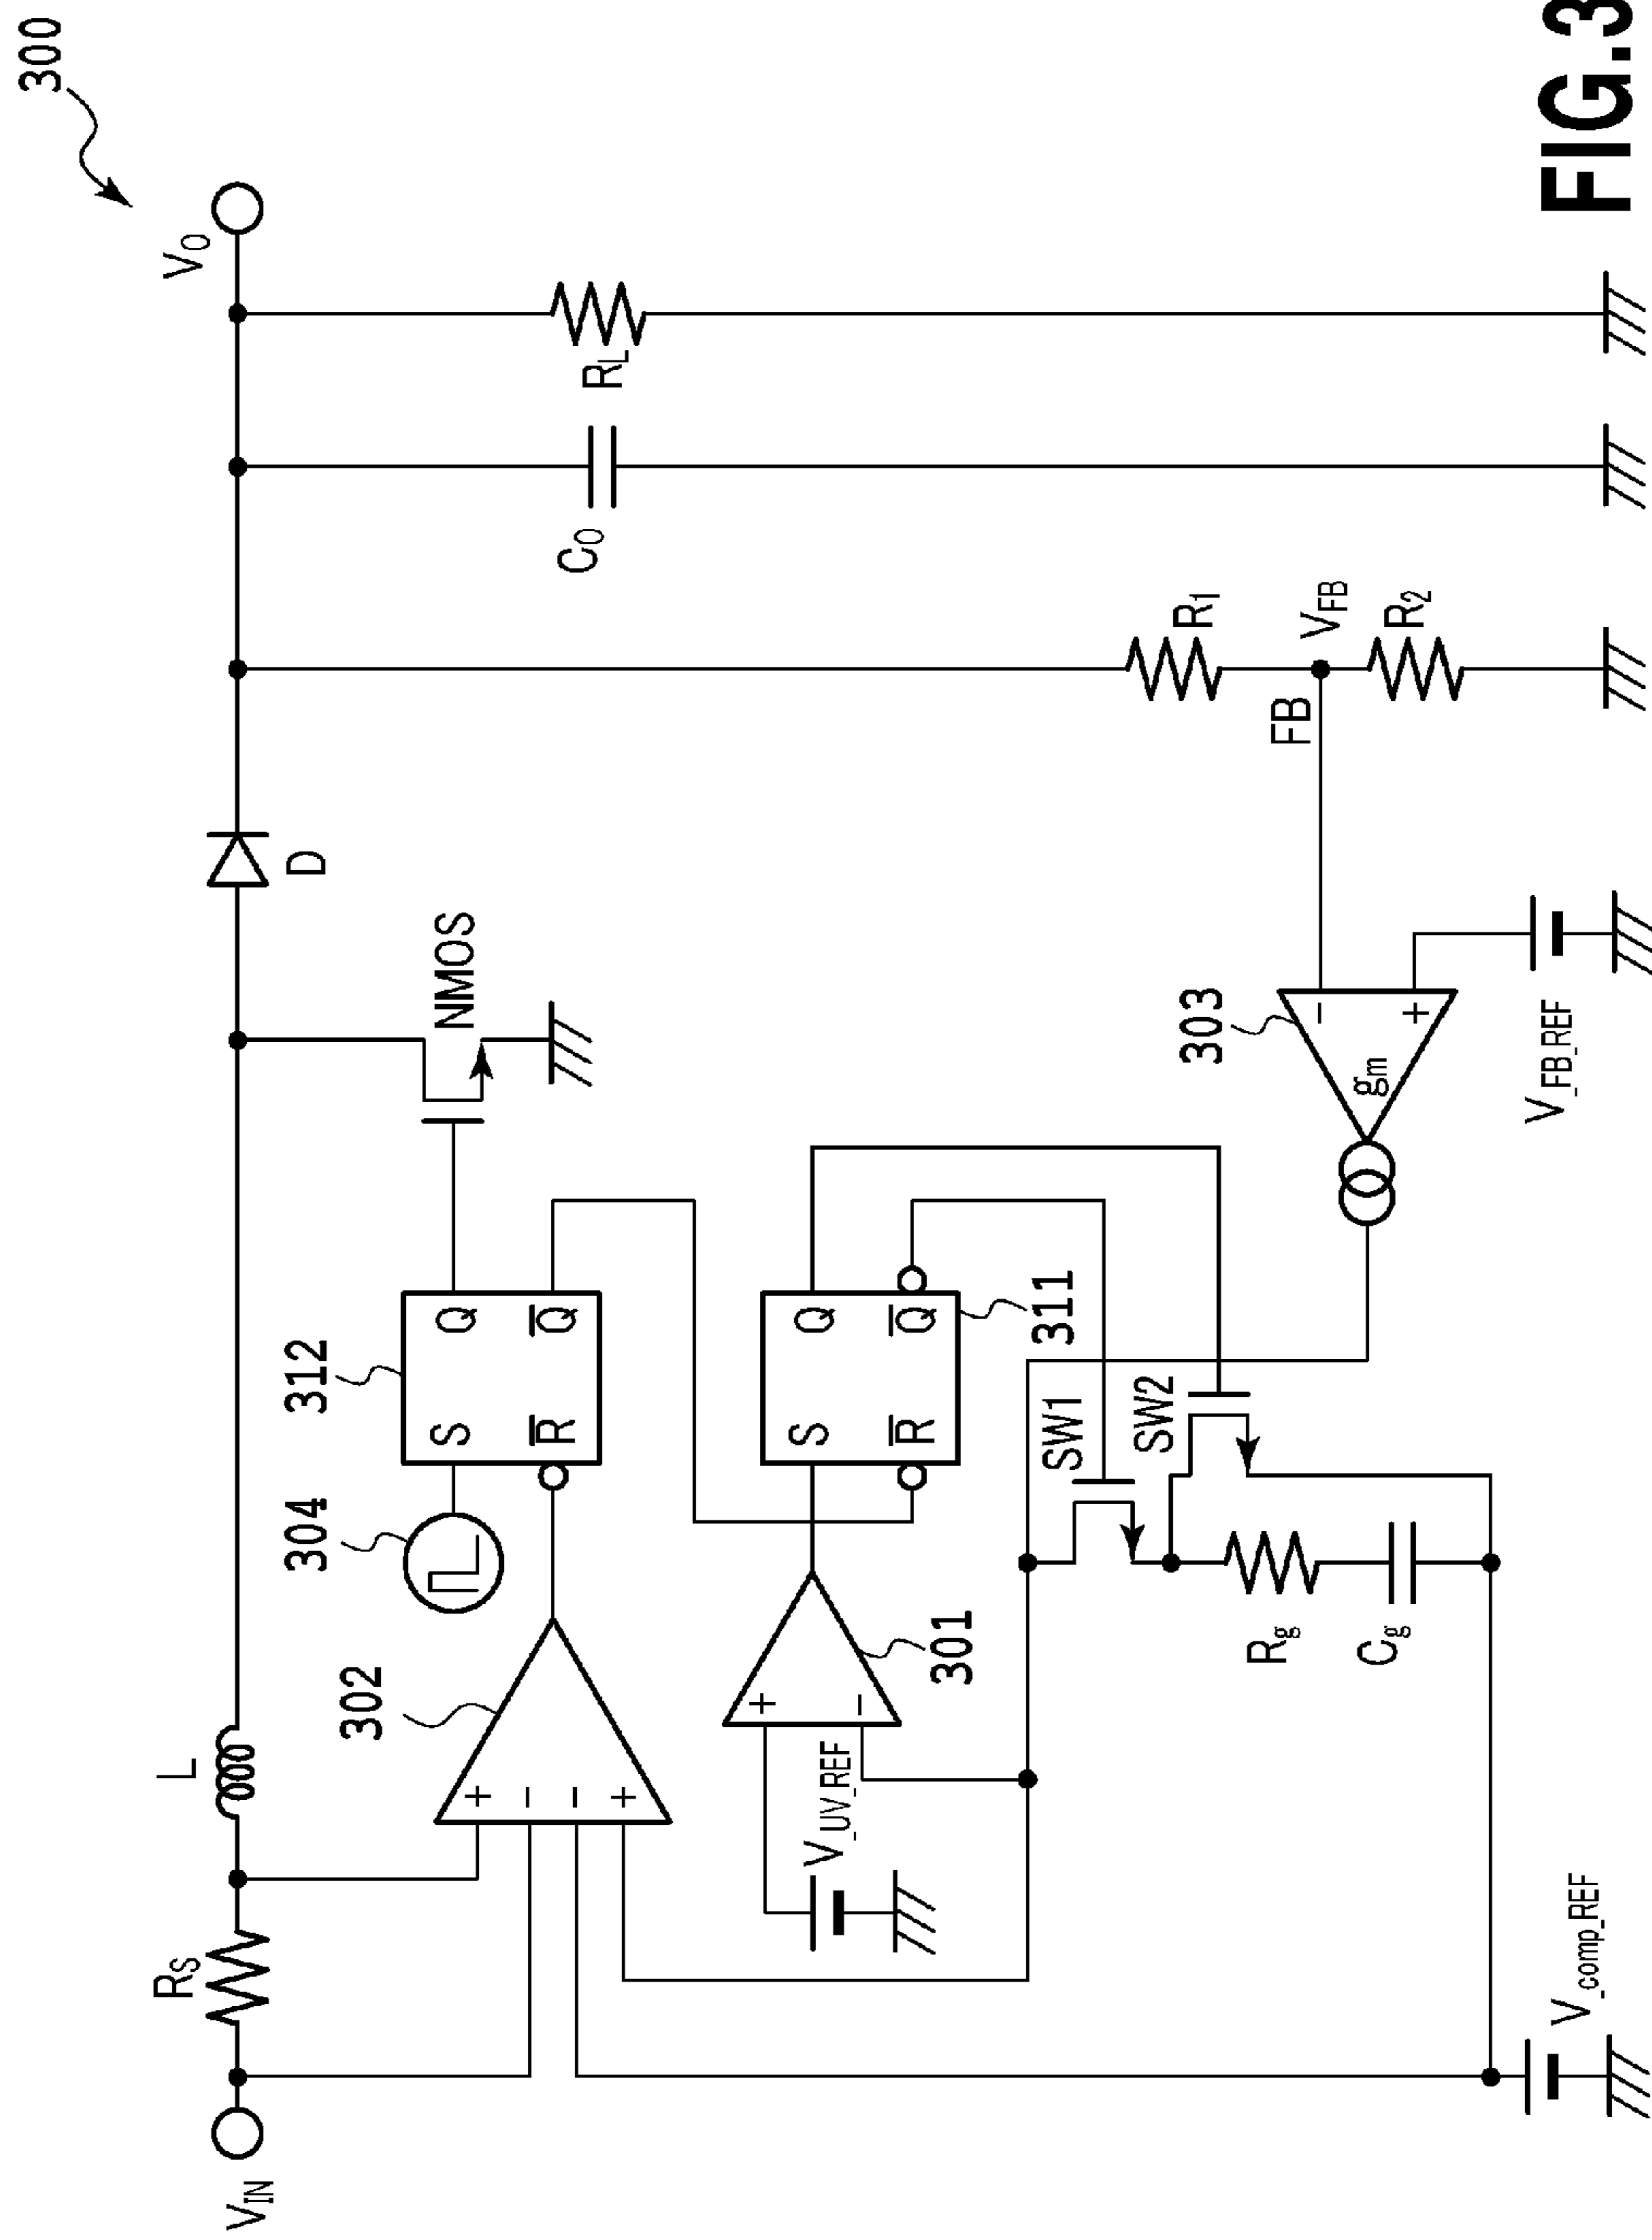 300
V_IN
R_S
L
D
V_O
302
+
−
−
+
304
312
S
Q
R̅
Q̅
NMOS
C_O
R_L
V_UV_REF
+
−
301
S
Q
R̅
Q̅
311
SW1
SW2
R_g
C_g
303
gm
−
+
FB
V_FB
R_1
R_2
V_FB_REF
V_comp_REF
FIG.3